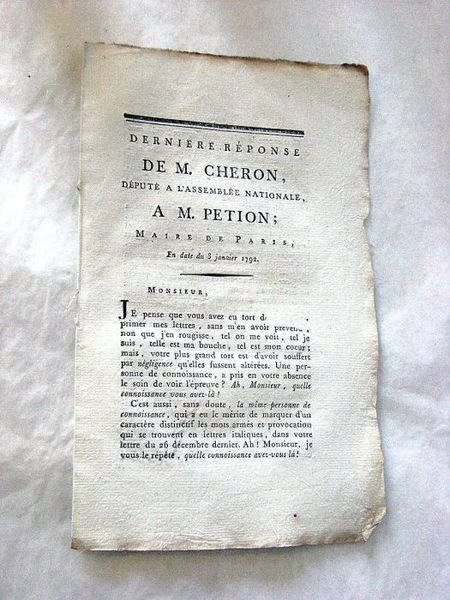 DERNIERE RÉPONSE
DE M. CHERON,
DÉPUTÉ A L'ASSEMBLÉE NATIONALE,
A M. PETION;
MAIRE DE PARIS,
En date du 3 janvier 1792.
MONSIEUR,
JE pense que vous avez eu tort de
primer mes lettres, sans m'en avoir prevenu,
non que j'en rougisse, tel on me voit, tel je
suis, telle est ma bouche, tel est mon coeur;
mais, votre plus grand tort est d'avoir souffert
par négligence qu'elles fussent altérées. Une per-
sonne de connoissance, a pris en votre absence
le soin de voir l'épreuve? Ah, Monsieur, quelle
connoissance vous avez-là!
C'est aussi, sans doute, la même personne de
connoissance, qui a eu le mérite de marquer d'un
caractère distinctif les mots armés et provocation
qui se trouvent en lettres italiques, dans votre
lettre du 26 décembre dernier. Ah! Monsieur, je
vous le répéte, quelle connoissance avez-vous là!